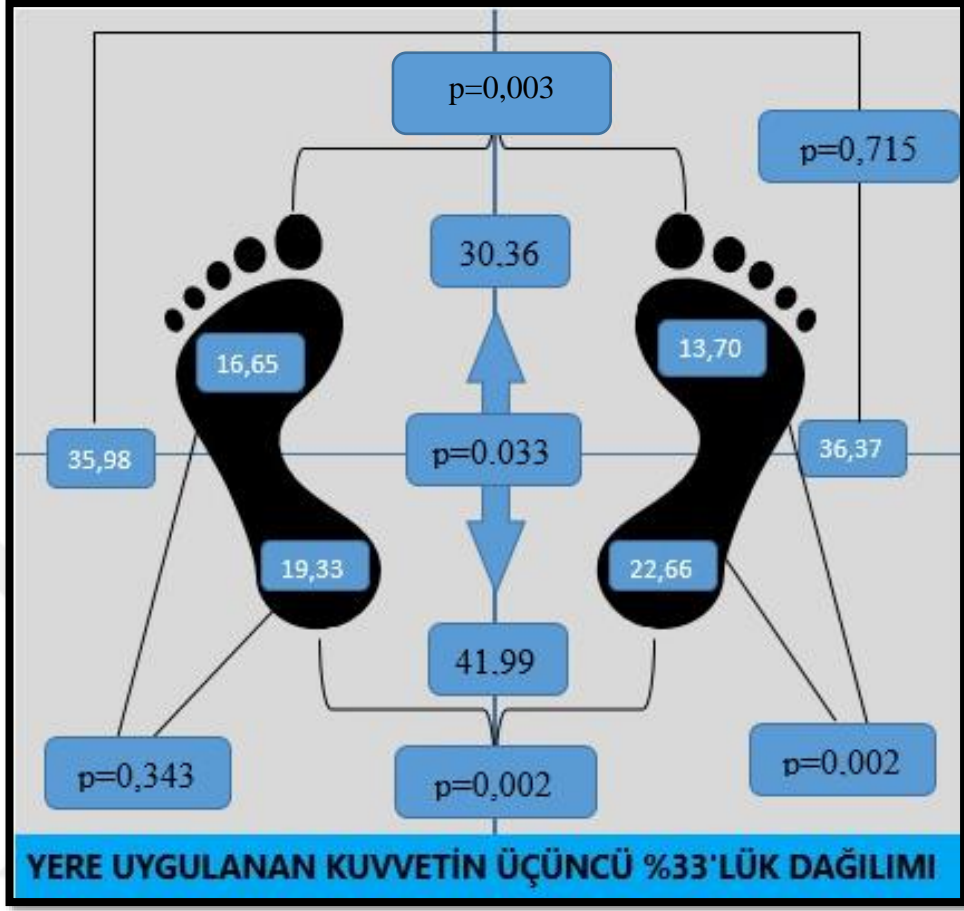 p=0,003
p=0,715
30,36
16,65
13,70
35,98
p=0.033
36,37
19,33
22,66
41,99
p=0,343
p=0,002
p=0.002
YERE UYGULANAN KUVVETİN ÜÇÜNCÜ %33'LÜK DAĞILIMI